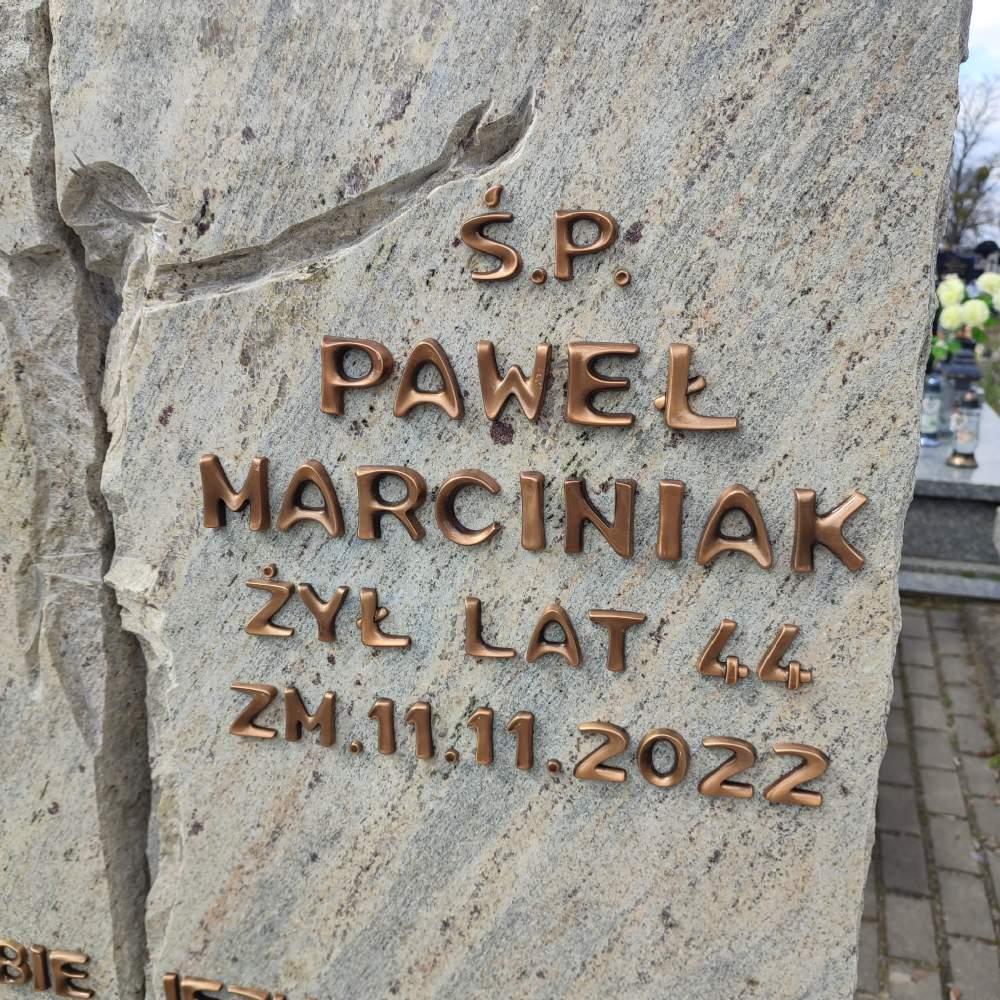 Ś.P.
PAWEŁ
MARCINIAK
ŻYŁ LAT 44
ZM.11.11.2022